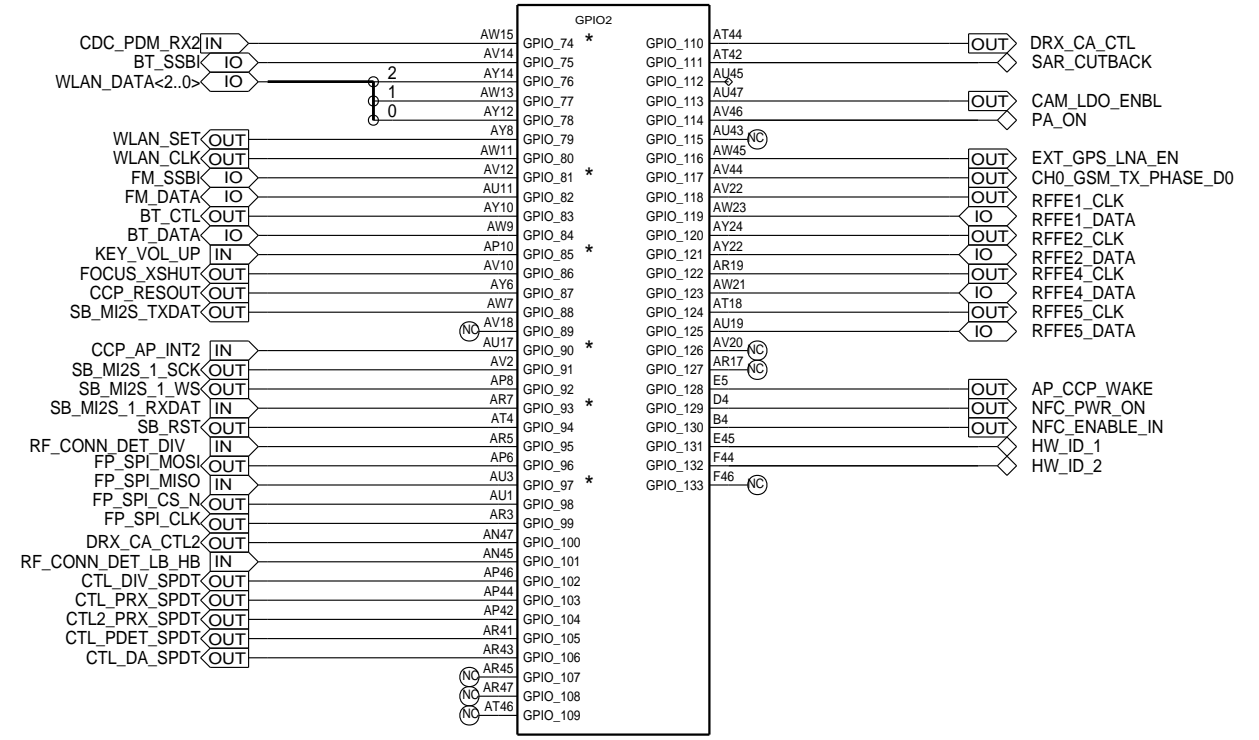 GPIO2
CDC_PDM_RX2 IN AW15 GPIO_74 *
BT_SSBI IO AV14 GPIO_75
WLAN_DATA<2..0> IO 2 AY14 GPIO_76
1 AW13 GPIO_77
0 AY12 GPIO_78
WLAN_SET OUT AY8 GPIO_79
WLAN_CLK OUT AW11 GPIO_80
FM_SSBI IO AV12 GPIO_81 *
FM_DATA IO AU11 GPIO_82
BT_CTL OUT AY10 GPIO_83
BT_DATA IO AW9 GPIO_84
KEY_VOL_UP IN AP10 GPIO_85 *
FOCUS_XSHUT OUT AV10 GPIO_86
CCP_RESOUT OUT AY6 GPIO_87
SB_MI2S_TXDAT OUT AW7 GPIO_88
NC AV18 GPIO_89
CCP_AP_INT2 IN AU17 GPIO_90 *
SB_MI2S_1_SCK OUT AV2 GPIO_91
SB_MI2S_1_WS OUT AP8 GPIO_92
SB_MI2S_1_RXDAT IN AR7 GPIO_93 *
SB_RST OUT AT4 GPIO_94
RF_CONN_DET_DIV IN AR5 GPIO_95
FP_SPI_MOSI OUT AP6 GPIO_96
FP_SPI_MISO IN AU3 GPIO_97 *
FP_SPI_CS_N OUT AU1 GPIO_98
FP_SPI_CLK OUT AR3 GPIO_99
DRX_CA_CTL2 OUT AN47 GPIO_100
RF_CONN_DET_LB_HB IN AN45 GPIO_101
CTL_DIV_SPDT OUT AP46 GPIO_102
CTL_PRX_SPDT OUT AP44 GPIO_103
CTL2_PRX_SPDT OUT AP42 GPIO_104
CTL_PDET_SPDT OUT AR41 GPIO_105
CTL_DA_SPDT OUT AR43 GPIO_106
NC AR45 GPIO_107
NC AR47 GPIO_108
NC AT46 GPIO_109
GPIO_110 AT44 OUT DRX_CA_CTL
GPIO_111 AT42 SAR_CUTBACK
GPIO_112 AU45
GPIO_113 AU47 OUT CAM_LDO_ENBL
GPIO_114 AV46 PA_ON
GPIO_115 AU43 NC
GPIO_116 AW45 OUT EXT_GPS_LNA_EN
GPIO_117 AV44 OUT CH0_GSM_TX_PHASE_D0
GPIO_118 AV22 OUT RFFE1_CLK
GPIO_119 AW23 IO RFFE1_DATA
GPIO_120 AY24 OUT RFFE2_CLK
GPIO_121 AY22 IO RFFE2_DATA
GPIO_122 AR19 OUT RFFE4_CLK
GPIO_123 AW21 IO RFFE4_DATA
GPIO_124 AT18 OUT RFFE5_CLK
GPIO_125 AU19 IO RFFE5_DATA
GPIO_126 AV20 NC
GPIO_127 AR17 NC
GPIO_128 E5 OUT AP_CCP_WAKE
GPIO_129 D4 OUT NFC_PWR_ON
GPIO_130 B4 OUT NFC_ENABLE_IN
GPIO_131 E45 HW_ID_1
GPIO_132 F44 HW_ID_2
GPIO_133 F46 NC